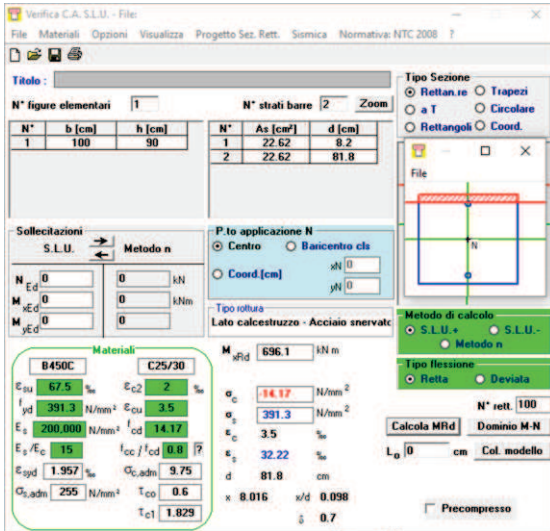 Verifica C.A. S.L.U. - File:
File Materiali Opzioni Visualizza Progetto Sez. Rett. Sismica Normativa: NTC 2008 ?
Titolo :
Tipo Sezione
Rettan.re Trapezi
a T Circolare
Rettangoli Coord.
N° figure elementari 1 N° strati barre 2 Zoom
N° b [cm] h [cm]
1 100 90
N° As [cm²] d [cm]
1 22.62 8.2
2 22.62 81.8
File
N
Sollecitazioni
S.L.U. Metodo n
N Ed 0 0 kN
M xEd 0 0 kNm
M yEd 0 0
P.to applicazione N
Centro Baricentro cls
Coord.[cm] xN 0
yN 0
Tipo rottura
Lato calcestruzzo - Acciaio snervato
Metodo di calcolo
S.L.U.+ S.L.U.-
Metodo n
Tipo flessione
Retta Deviata
N° rett. 100
Calcola MRd Dominio M-N
L₀ 0 cm Col. modello
Precompresso
Materiali
B450C C25/30
εsu 67.5 ‰ εc2 2 ‰
fyd 391.3 N/mm² εcu 3.5
Es 200,000 N/mm² fcd 14.17
Es/Ec 15 fcc/fcd 0.8 ?
εsyd 1.957 ‰ σc,adm 9.75
σs,adm 255 N/mm² τco 0.6
τc1 1.829
M xRd 696.1 kN m
σc -14.17 N/mm²
σs 391.3 N/mm²
εc 3.5 ‰
εs 32.22 ‰
d 81.8 cm
x 8.016 x/d 0.098
δ 0.7